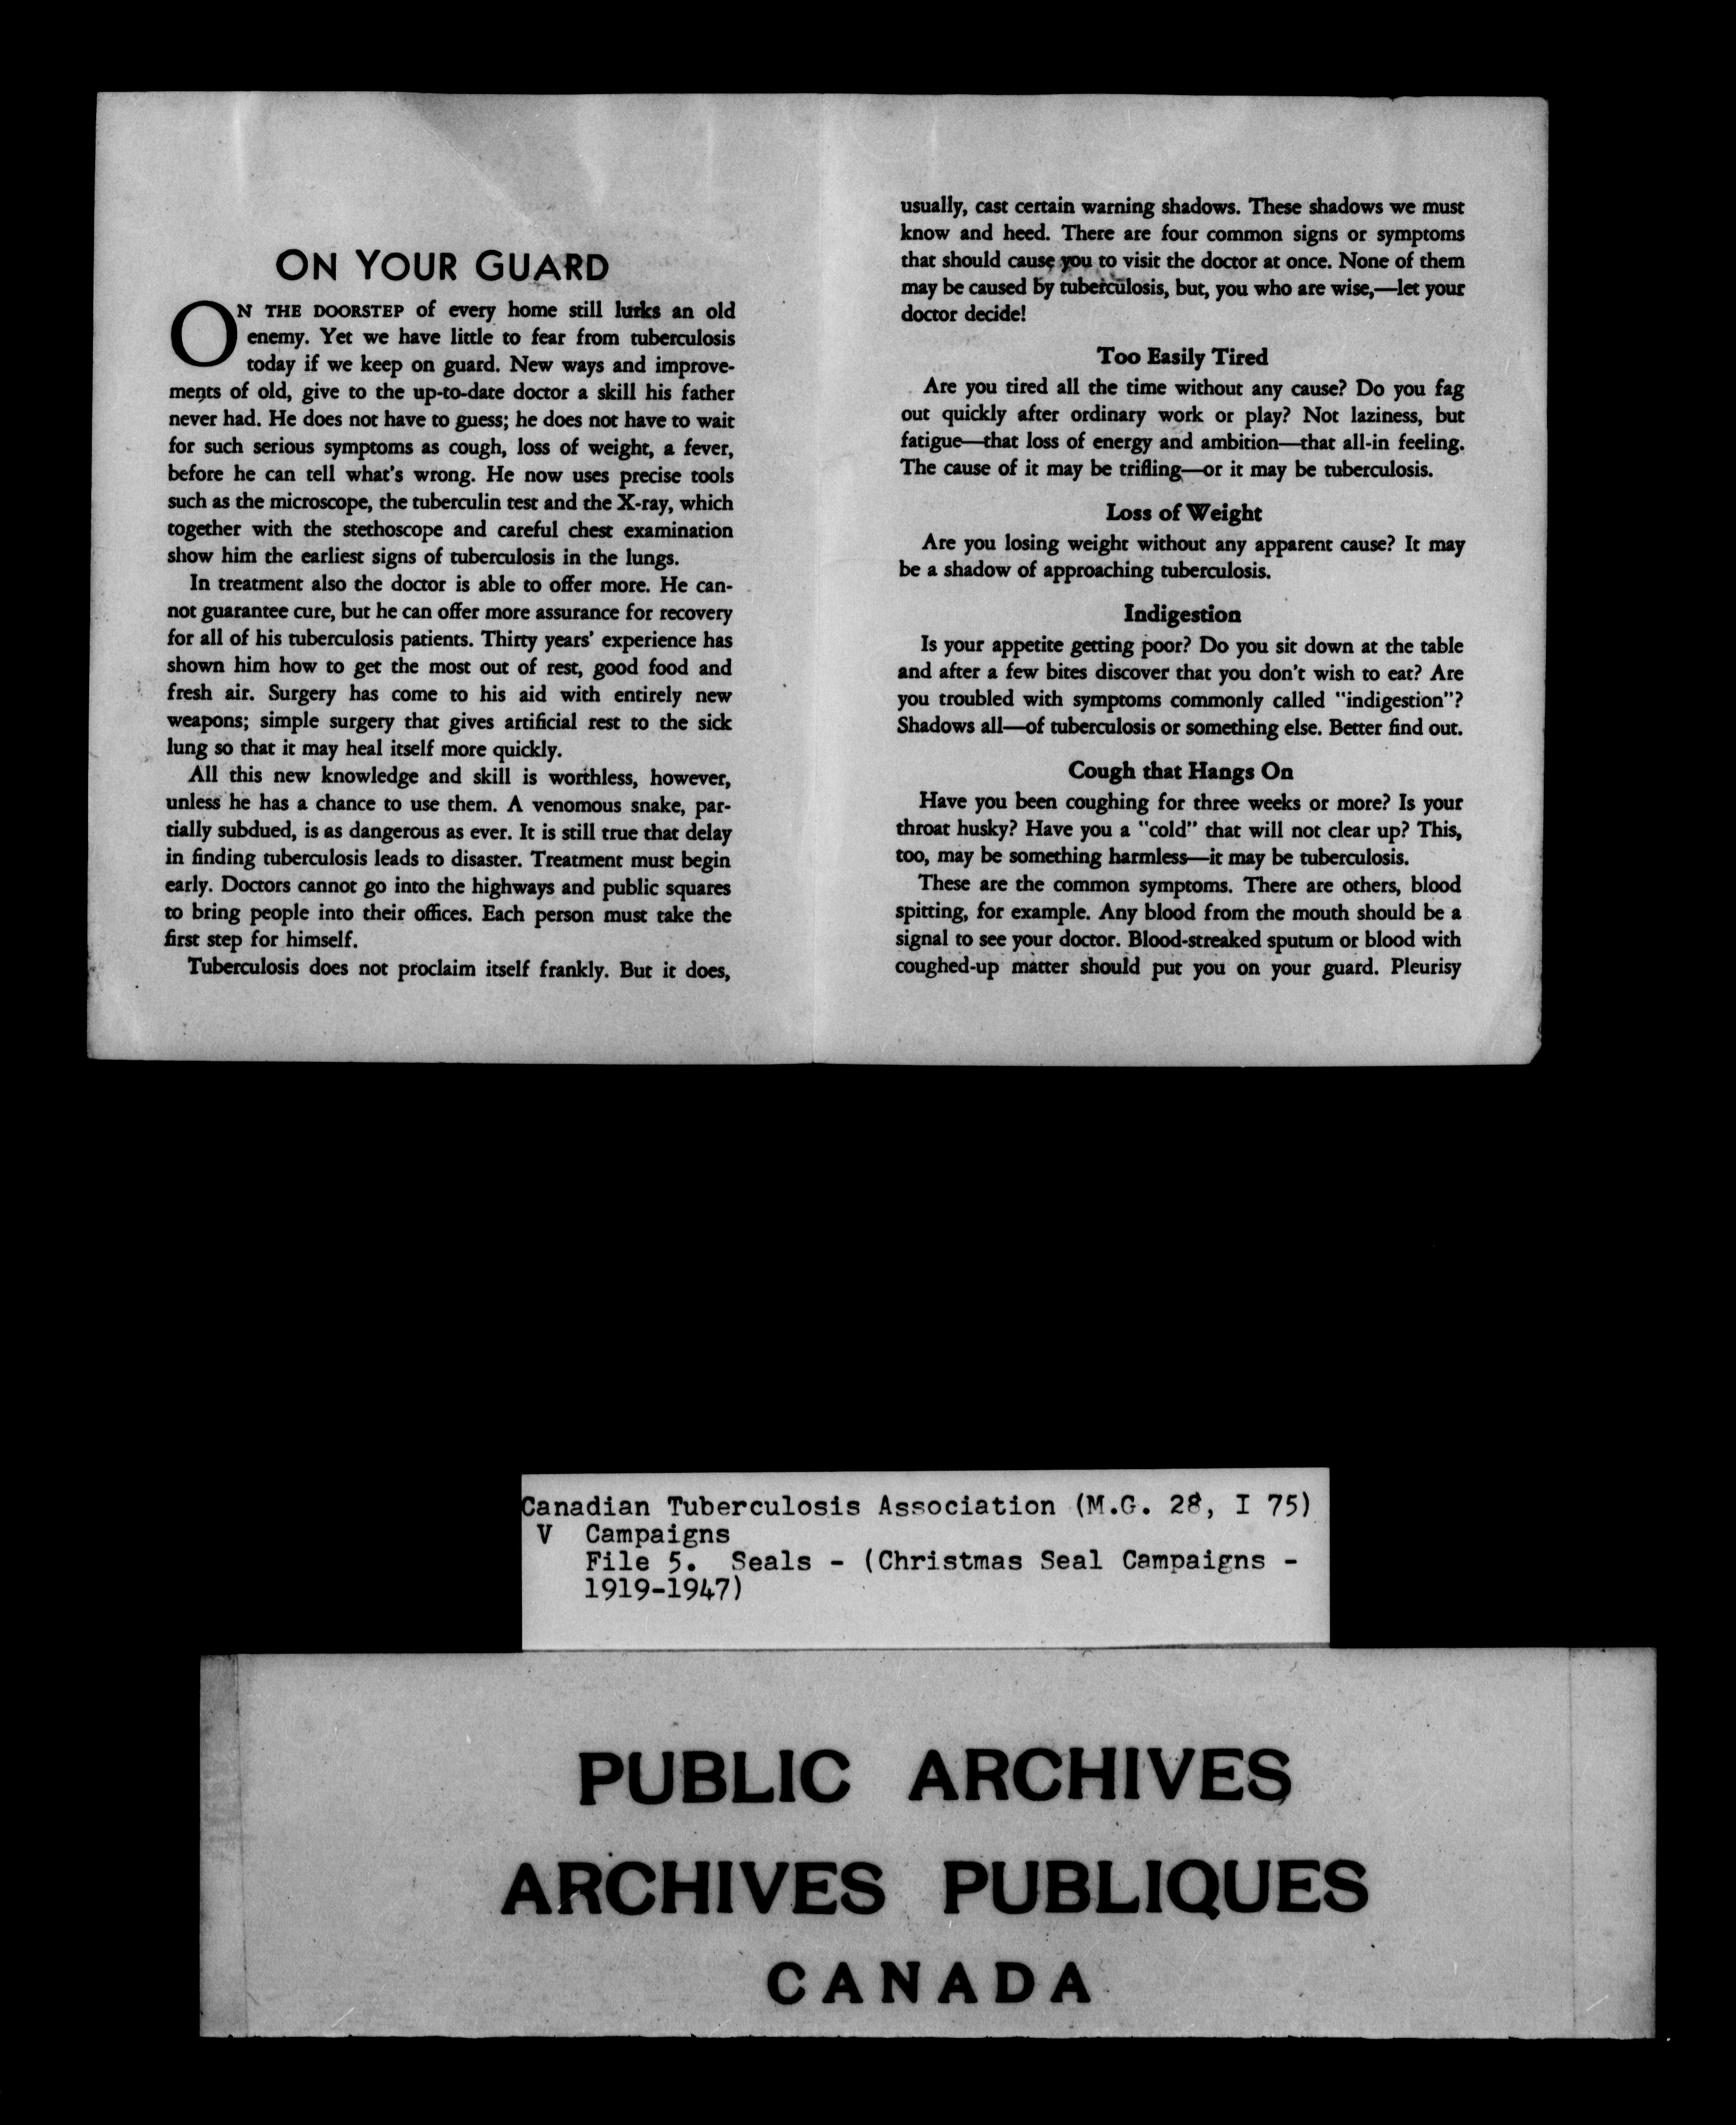 ON YOUR GUARD
ON THE DOORSTEP of every home still lurks an old
enemy. Yet we have little to fear from tuberculosis
today if we keep on guard. New ways and improve-
ments of old, give to the up-to-date doctor a skill his father
never had. He does not have to guess; he does not have to wait
for such serious symptoms as cough, loss of weight, a fever,
before he can tell what's wrong. He now uses precise tools
such as the microscope, the tuberculin test and the X-ray, which
together with the stethoscope and careful chest examination
show him the earliest signs of tuberculosis in the lungs.
In treatment also the doctor is able to offer more. He can-
not guarantee cure, but he can offer more assurance for recovery
for all of his tuberculosis patients. Thirty years' experience has
shown him how to get the most out of rest, good food and
fresh air. Surgery has come to his aid with entirely new
weapons; simple surgery that gives artificial rest to the sick
lung so that it may heal itself more quickly.
All this new knowledge and skill is worthless, however,
unless he has a chance to use them. A venomous snake, par-
tially subdued, is as dangerous as ever. It is still true that delay
in finding tuberculosis leads to disaster. Treatment must begin
early. Doctors cannot go into the highways and public squares
to bring people into their offices. Each person must take the
first step for himself.
Tuberculosis does not proclaim itself frankly. But it does,
usually, cast certain warning shadows. These shadows we must
know and heed. There are four common signs or symptoms
that should cause you to visit the doctor at once. None of them
may be caused by tuberculosis, but, you who are wise,—let your
doctor decide!
Too Easily Tired
Are you tired all the time without any cause? Do you fag
out quickly after ordinary work or play? Not laziness, but
fatigue—that loss of energy and ambition—that all-in feeling.
The cause of it may be trifling—or it may be tuberculosis.
Loss of Weight
Are you losing weight without any apparent cause? It may
be a shadow of approaching tuberculosis.
Indigestion
Is your appetite getting poor? Do you sit down at the table
and after a few bites discover that you don't wish to eat? Are
you troubled with symptoms commonly called "indigestion"?
Shadows all—of tuberculosis or something else. Better find out.
Cough that Hangs On
Have you been coughing for three weeks or more? Is your
throat husky? Have you a "cold" that will not clear up? This,
too, may be something harmless—it may be tuberculosis.
These are the common symptoms. There are others, blood
spitting, for example. Any blood from the mouth should be a
signal to see your doctor. Blood-streaked sputum or blood with
coughed-up matter should put you on your guard. Pleurisy
Canadian Tuberculosis Association (M.G. 28, I 75)
V Campaigns
File 5. Seals - (Christmas Seal Campaigns -
1919-1947)
PUBLIC ARCHIVES
ARCHIVES PUBLIQUES
CANADA